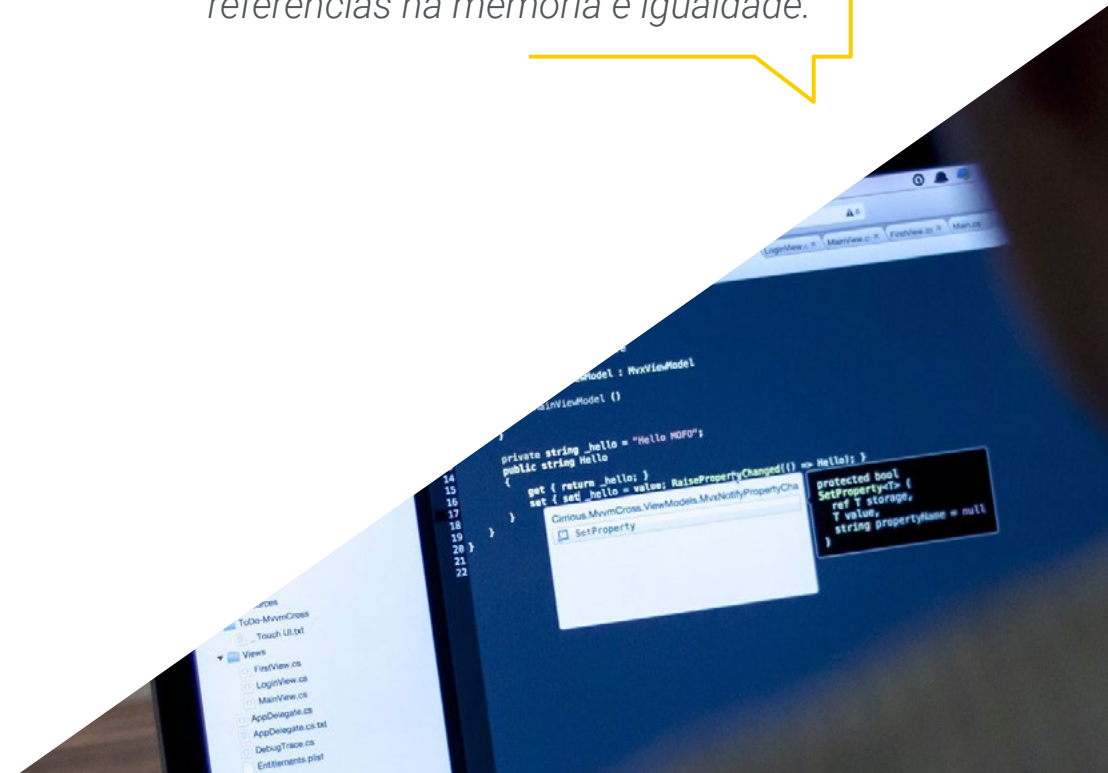 referências na memória e igualdade.
LoginView.c
MainView.c
FirstView.cs
Main.cs
ViewModel : MvxViewModel
MainViewModel ()
}
private string _hello = "Hello MOFO";
public string Hello
14 {
15 get { return _hello; }
16 set { set _hello = value; RaisePropertyChanged(() => Hello); }
17 }
18
19 }
20 }
21
22
Cirrious.MvvmCross.ViewModels.MvxNotifyPropertyCha
M SetProperty
protected bool
SetProperty<T> (
ref T storage,
T value,
string propertyName = null
)
ToDo-MvvmCross
_ Touch UI.txt
Views
FirstView.cs
LoginView.cs
MainView.cs
AppDelegate.cs
AppDelegate.cs.txt
DebugTrace.cs
Entitlements.plist